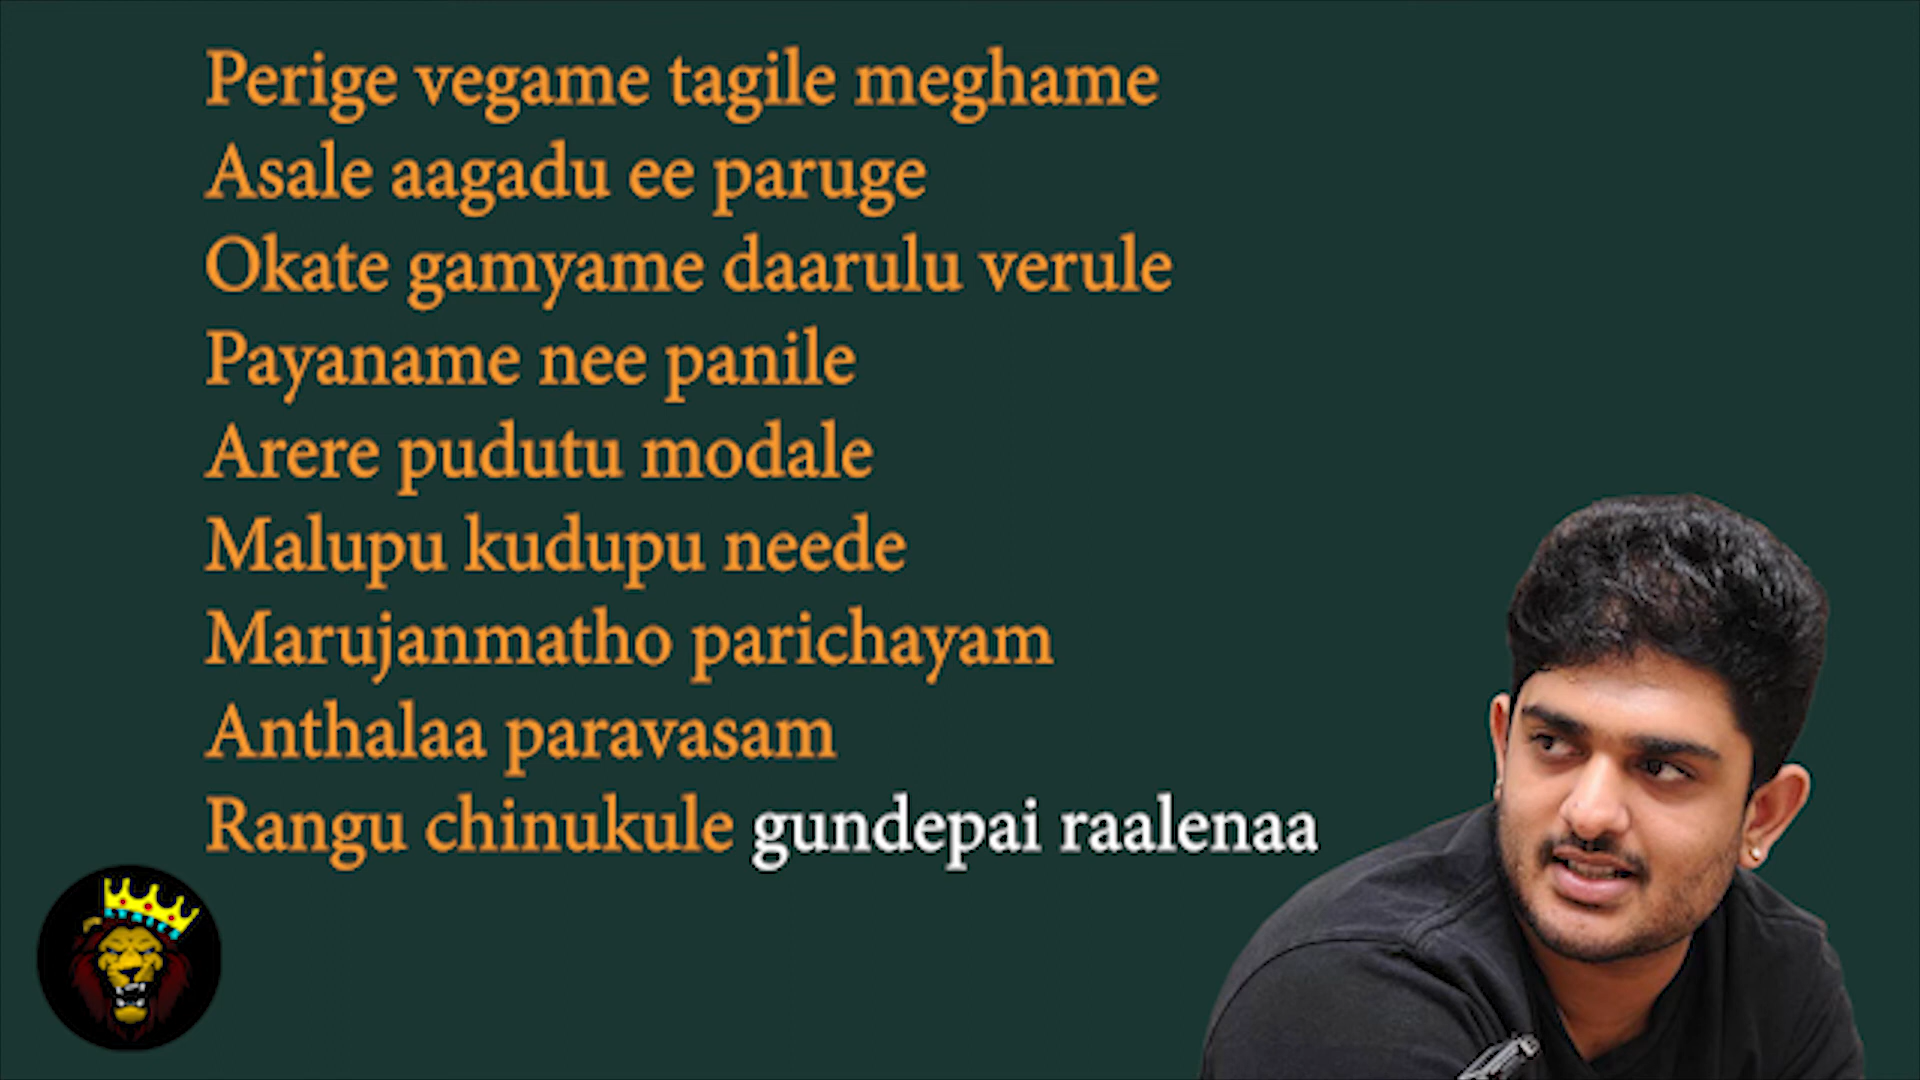 Perige vegame tagile meghame
Asale aagadu ee paruge
Okate gamyame daarulu verule
Payaname nee panile
Arere pudutu modale
Malupu kudupu neede
Marujanmatho parichayam
Anthalaa paravasam
Rangu chinukule gundepai raalenaa